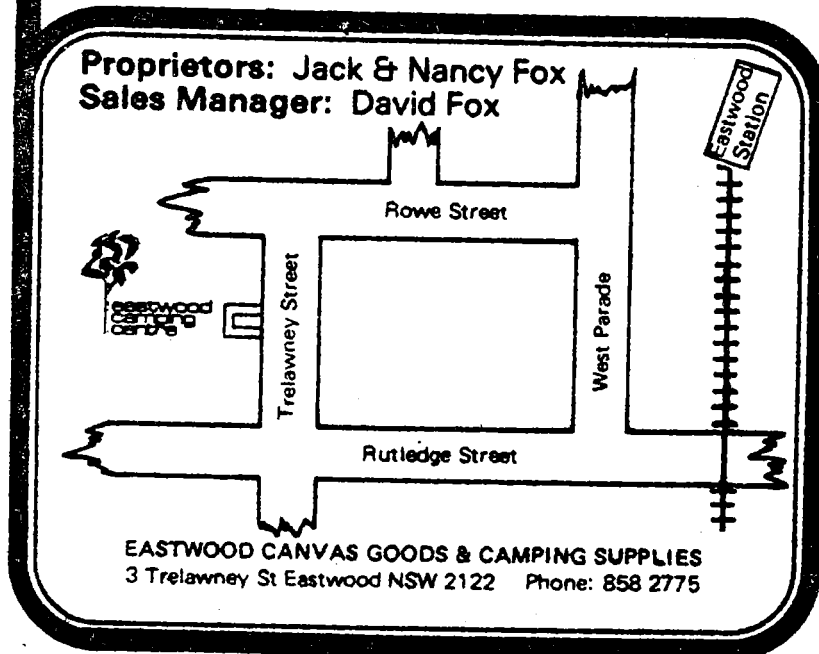 Proprietors: Jack & Nancy Fox
Sales Manager: David Fox
Eastwood
Station
Rowe Street
Trelawney Street
West Parade
eastwood
camping
centre
Rutledge Street
EASTWOOD CANVAS GOODS & CAMPING SUPPLIES
3 Trelawney St Eastwood NSW 2122 Phone: 858 2775